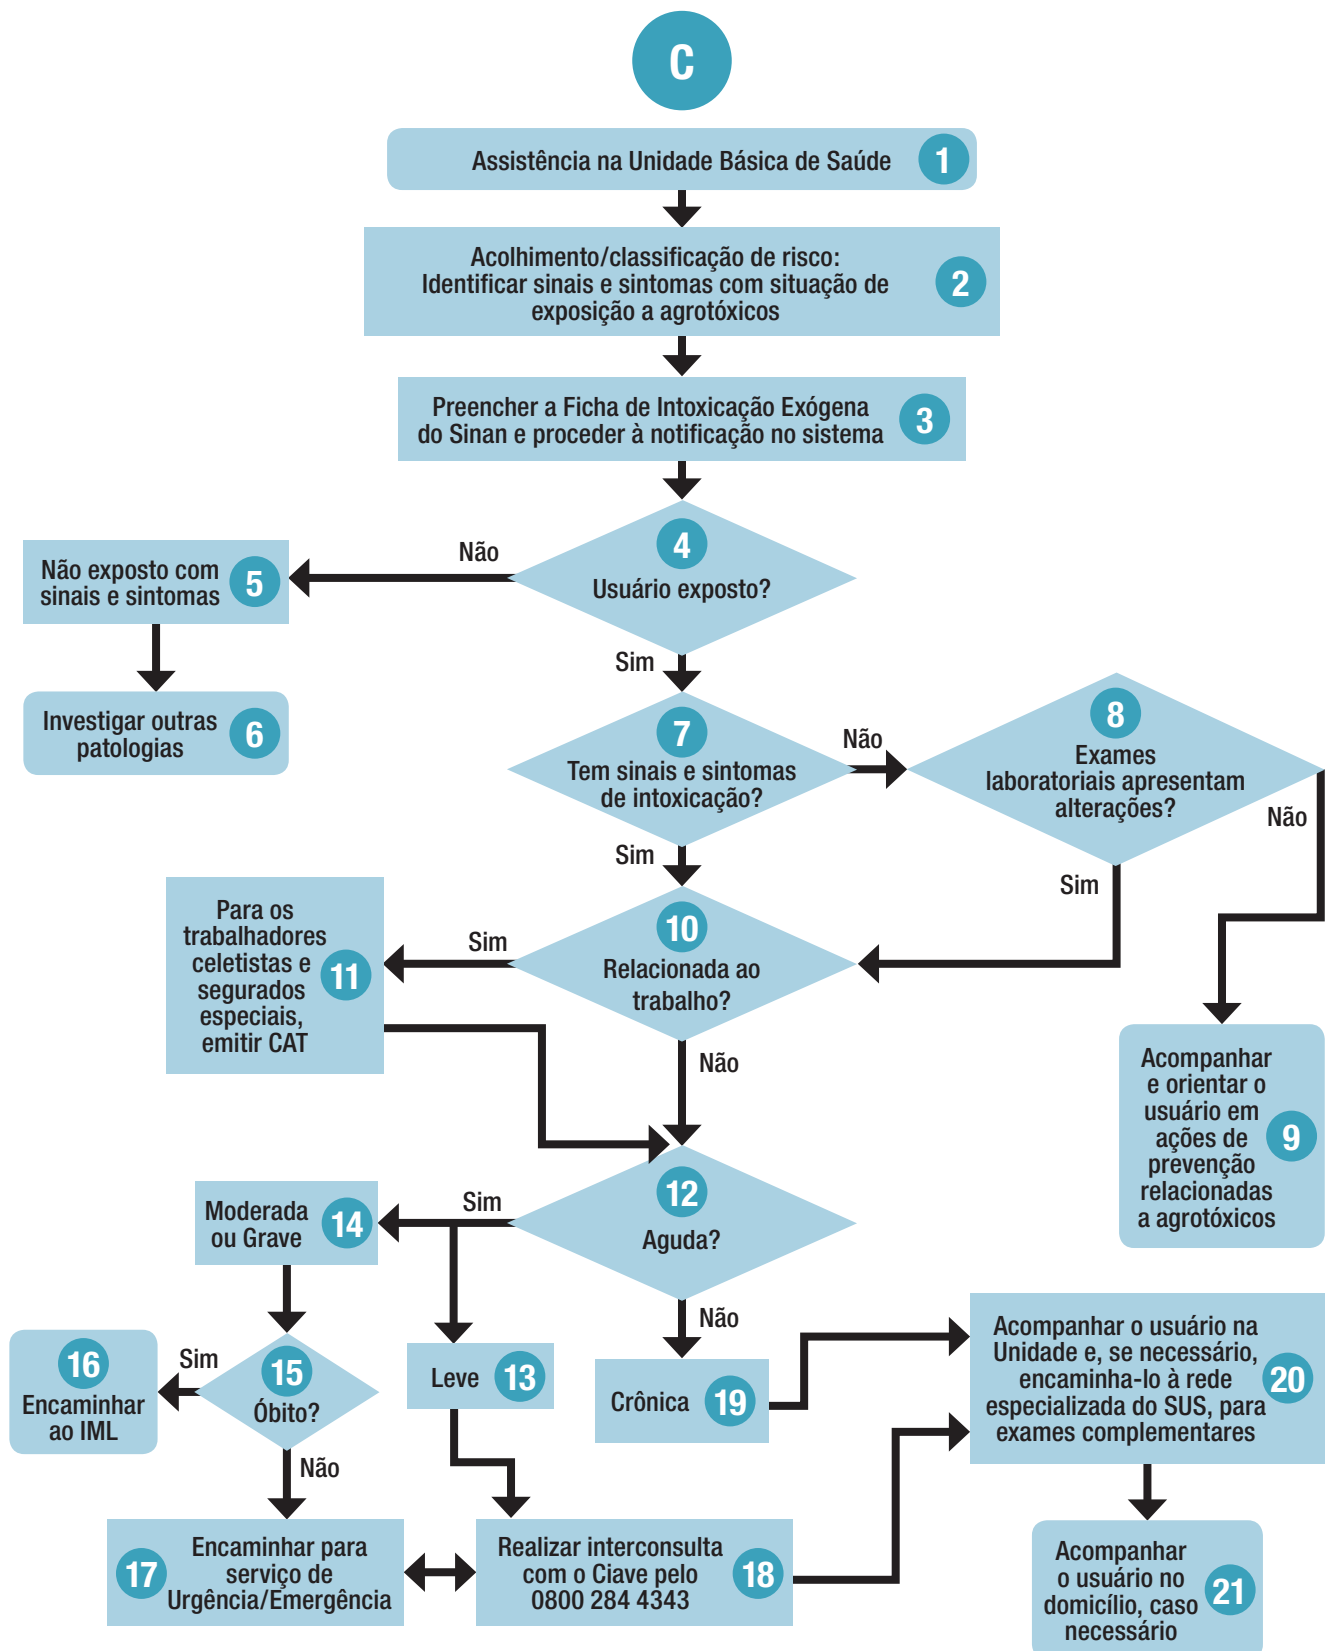 C
Assistência na Unidade Básica de Saúde
1
Acolhimento/classificação de risco:
Identificar sinais e sintomas com situação de
exposição a agrotóxicos
2
Preencher a Ficha de Intoxicação Exógena
do Sinan e proceder à notificação no sistema
3
4
Usuário exposto?
Não
Não exposto com
sinais e sintomas
5
Investigar outras
patologias
6
Sim
7
Tem sinais e sintomas
de intoxicação?
Não
8
Exames
laboratoriais apresentam
alterações?
Não
Sim
Sim
10
Relacionada ao
trabalho?
Sim
Para os
trabalhadores
celetistas e
segurados
especiais,
emitir CAT
11
Não
Acompanhar
e orientar o
usuário em
ações de
prevenção
relacionadas
a agrotóxicos
9
12
Aguda?
Sim
Moderada
ou Grave
14
Não
Leve
13
Crônica
19
15
Óbito?
Sim
16
Encaminhar
ao IML
Não
Encaminhar para
serviço de
Urgência/Emergência
17
Realizar interconsulta
com o Ciave pelo
0800 284 4343
18
Acompanhar o usuário na
Unidade e, se necessário,
encaminha-lo à rede
especializada do SUS, para
exames complementares
20
Acompanhar
o usuário no
domicílio, caso
necessário
21